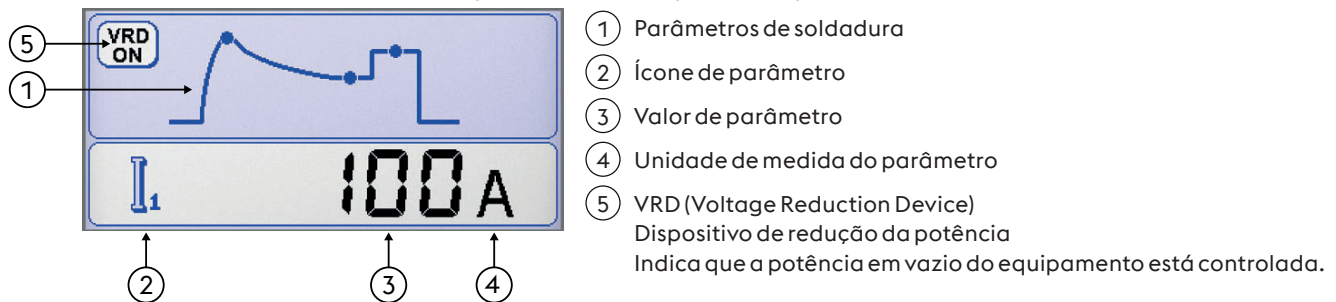 5
VRD
ON
1
I1
100 A
2
3
4
1 Parâmetros de soldadura
2 Ícone de parâmetro
3 Valor de parâmetro
4 Unidade de medida do parâmetro
5 VRD (Voltage Reduction Device)
Dispositivo de redução da potência
Indica que a potência em vazio do equipamento está controlada.